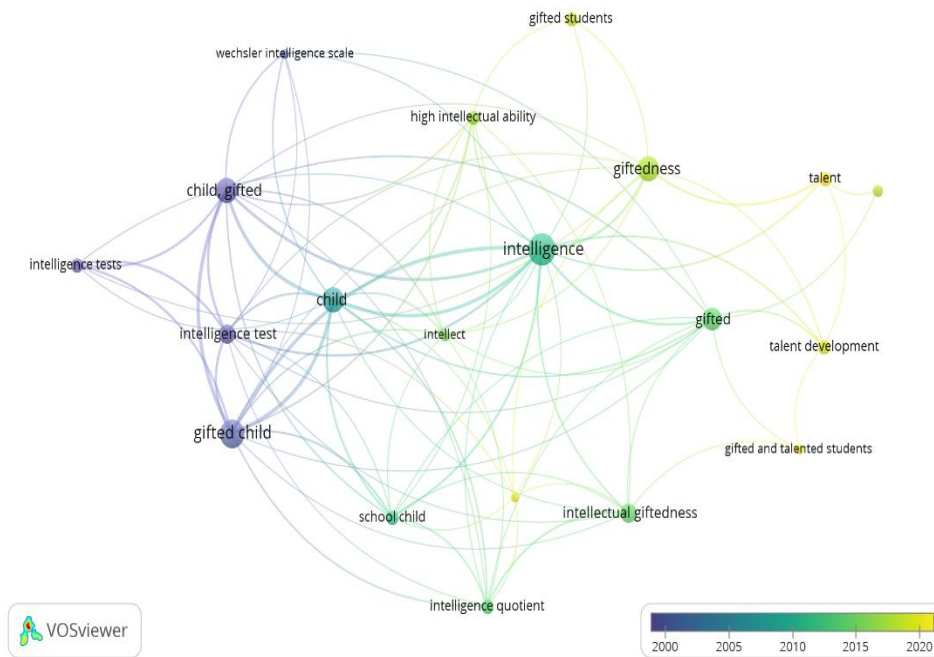 gifted students
wechsler intelligence scale
high intellectual ability
giftedness
talent
child, gifted
intelligence
intelligence tests
child
gifted
intelligence test
intellect
talent development
gifted child
gifted and talented students
school child
intellectual giftedness
intelligence quotient
VOSviewer
2000 2005 2010 2015 2020